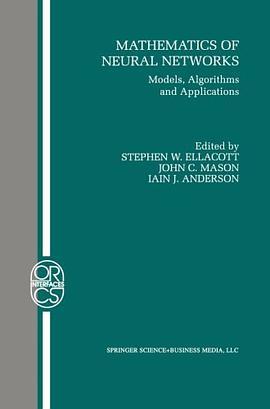 MATHEMATICS OF
NEURAL NETWORKS
Models, Algorithms
and Applications
Edited by
STEPHEN W. ELLACOTT
JOHN C. MASON
IAIN J. ANDERSON
OR
INTERFACES
CS
SPRINGER SCIENCE+BUSINESS MEDIA, LLC